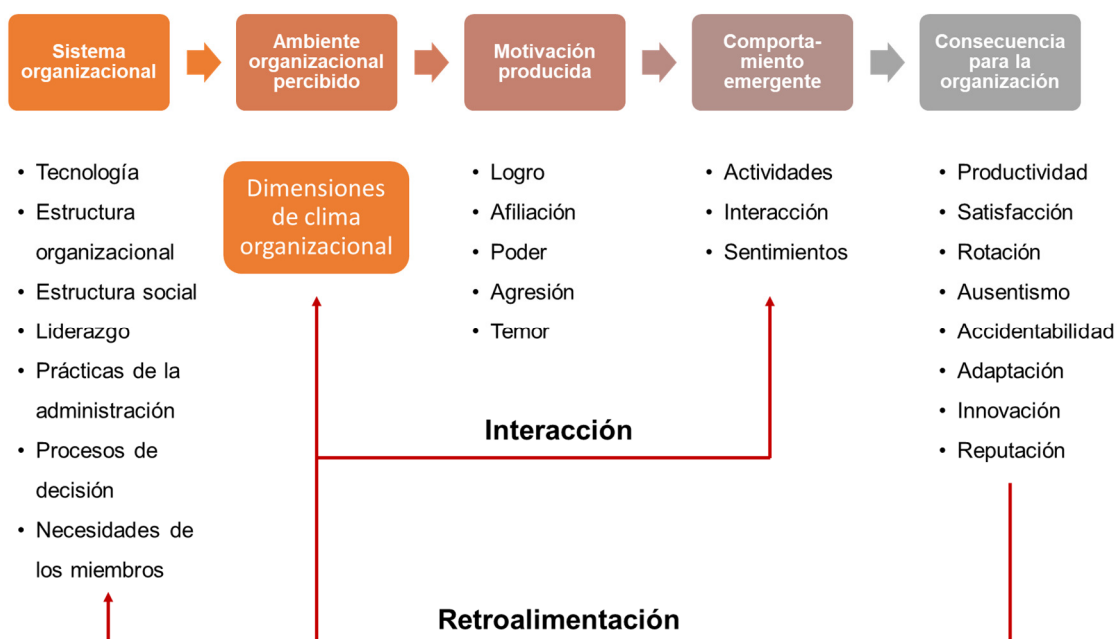 Sistema
organizacional
Ambiente
organizacional
percibido
Motivación
producida
Comporta-
miento
emergente
Consecuencia
para la
organización
• Tecnología
• Estructura
organizacional
• Estructura social
• Liderazgo
• Prácticas de la
administración
• Procesos de
decisión
• Necesidades de
los miembros
Dimensiones
de clima
organizacional
• Logro
• Afiliación
• Poder
• Agresión
• Temor
• Actividades
• Interacción
• Sentimientos
• Productividad
• Satisfacción
• Rotación
• Ausentismo
• Accidentabilidad
• Adaptación
• Innovación
• Reputación
Interacción
Retroalimentación